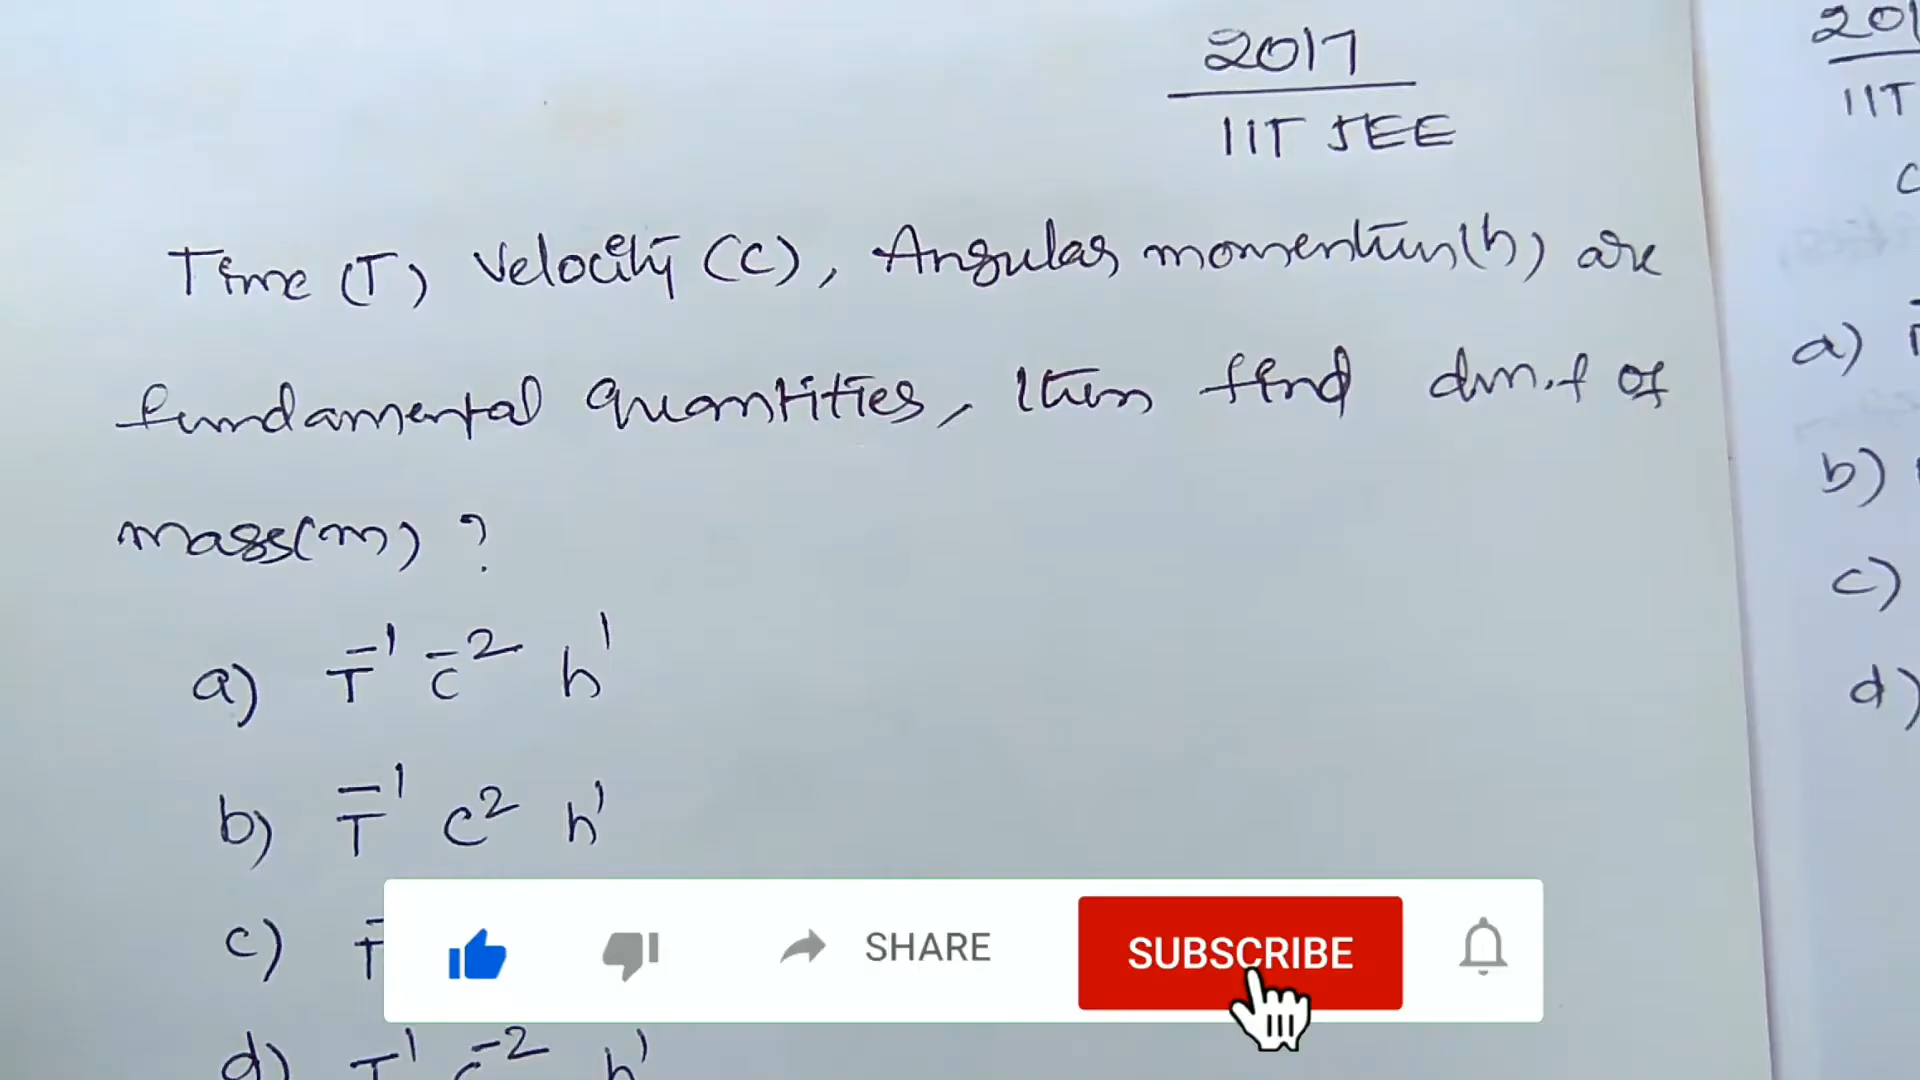 2017
IIT JEE
Time (T) Velocity (C), Angular momentum (h) are
fundamental quantities, then find dm.f of
mass(m) ?
a) T⁻¹ C⁻² h¹
b) T⁻¹ C² h¹
c) T
d) T¹ C⁻² h¹
201
IIT
C
a)
b)
c)
d)
SHARE
SUBSCRIBE